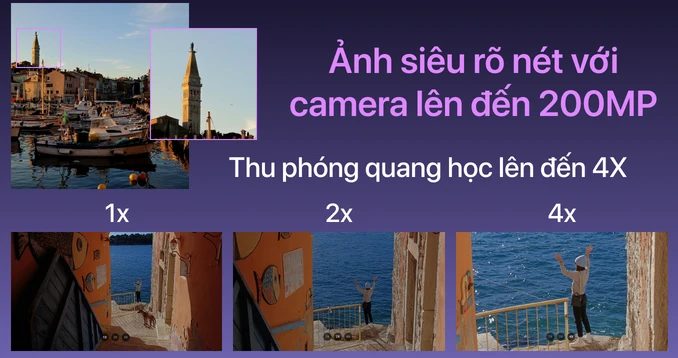 Ảnh siêu rõ nét với
camera lên đến 200MP
Thu phóng quang học lên đến 4X
1x
2x
4x